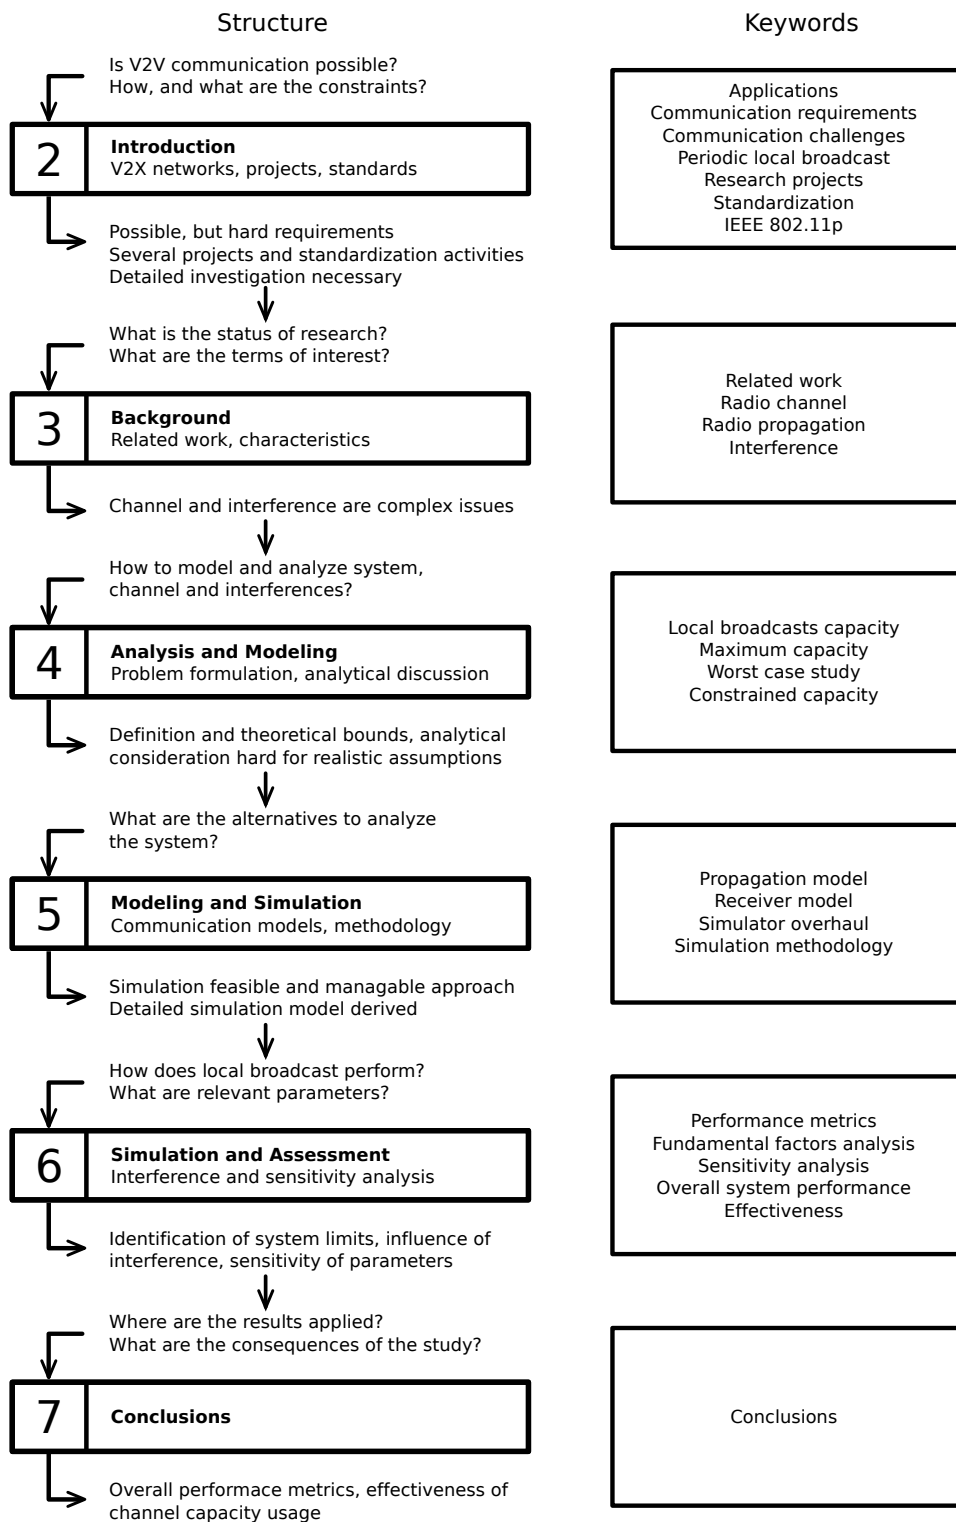 Structure
Keywords
Is V2V communication possible?
How, and what are the constraints?
2
Introduction
V2X networks, projects, standards
Possible, but hard requirements
Several projects and standardization activities
Detailed investigation necessary
Applications
Communication requirements
Communication challenges
Periodic local broadcast
Research projects
Standardization
IEEE 802.11p
What is the status of research?
What are the terms of interest?
3
Background
Related work, characteristics
Channel and interference are complex issues
Related work
Radio channel
Radio propagation
Interference
How to model and analyze system,
channel and interferences?
4
Analysis and Modeling
Problem formulation, analytical discussion
Definition and theoretical bounds, analytical
consideration hard for realistic assumptions
Local broadcasts capacity
Maximum capacity
Worst case study
Constrained capacity
What are the alternatives to analyze
the system?
5
Modeling and Simulation
Communication models, methodology
Simulation feasible and managable approach
Detailed simulation model derived
Propagation model
Receiver model
Simulator overhaul
Simulation methodology
How does local broadcast perform?
What are relevant parameters?
6
Simulation and Assessment
Interference and sensitivity analysis
Identification of system limits, influence of
interference, sensitivity of parameters
Performance metrics
Fundamental factors analysis
Sensitivity analysis
Overall system performance
Effectiveness
Where are the results applied?
What are the consequences of the study?
7
Conclusions
Overall performace metrics, effectiveness of
channel capacity usage
Conclusions